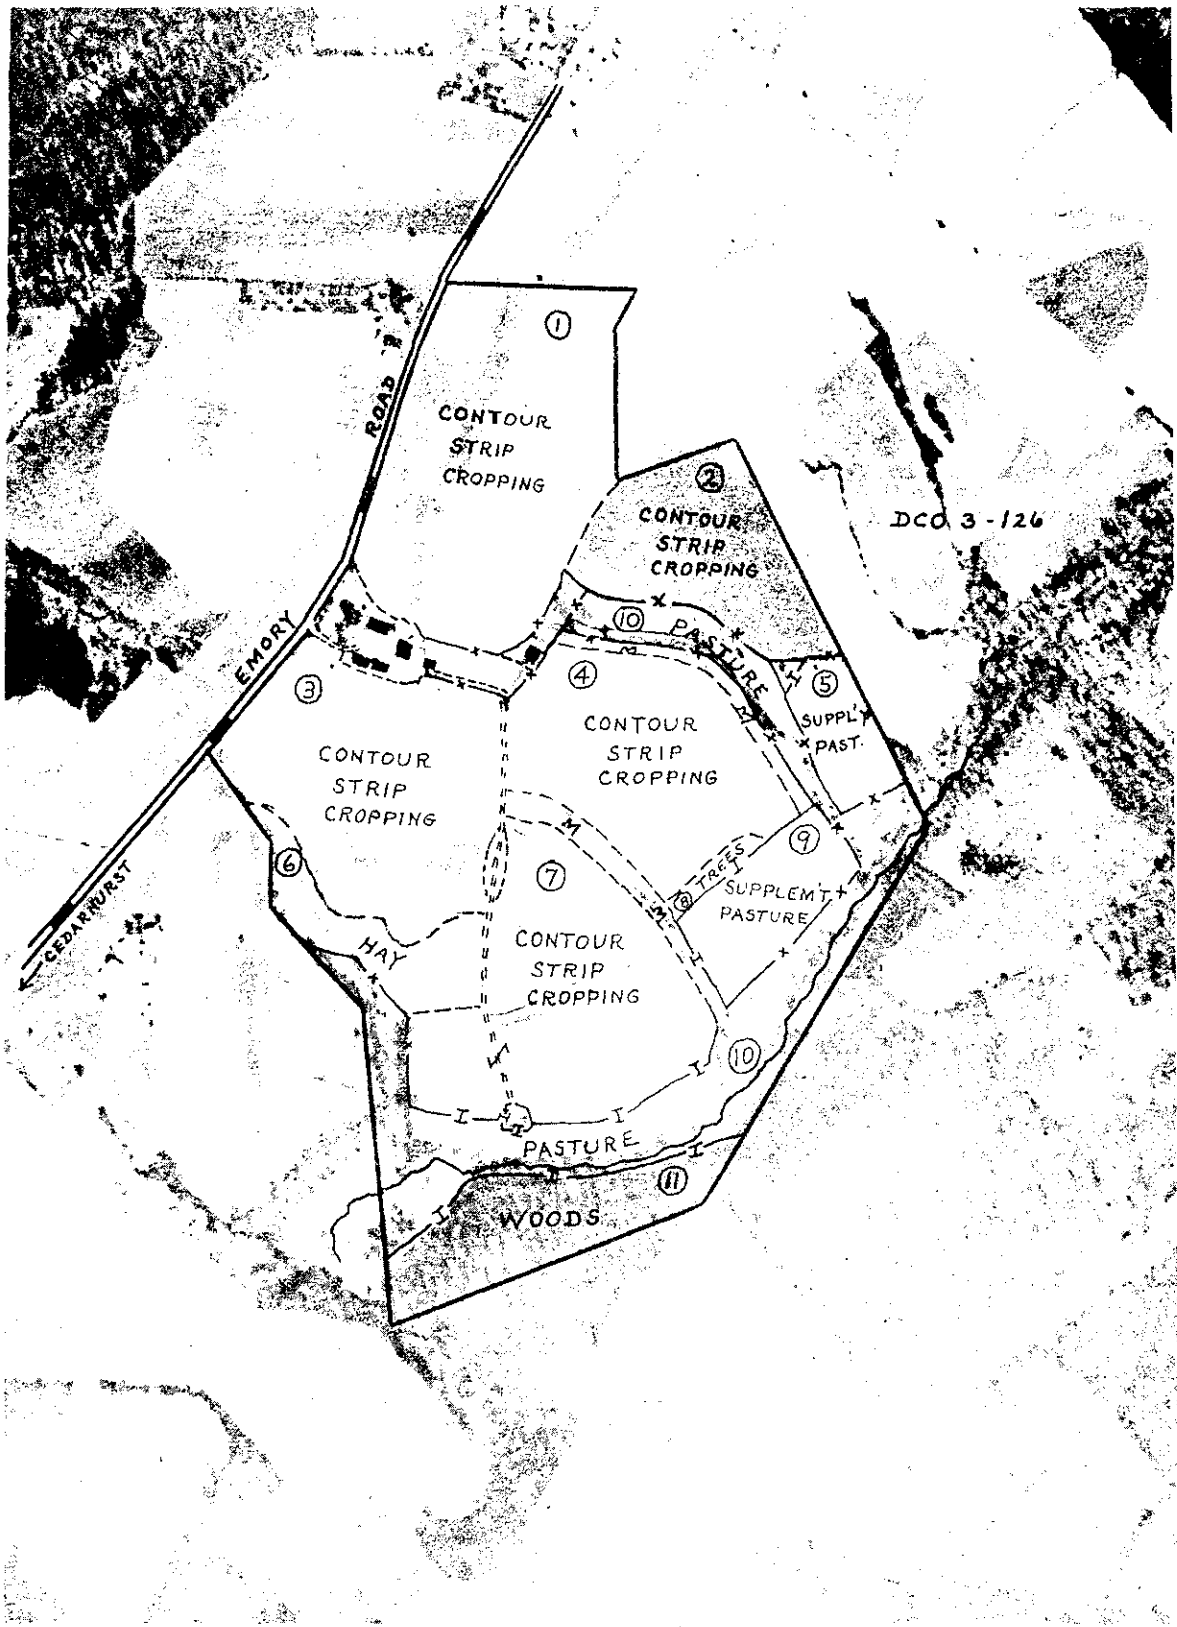 ①
ROAD
CONTOUR
STRIP
CROPPING
②
CONTOUR
STRIP
CROPPING
DCO 3-126
⑩
PASTURE
EMORY
③
CONTOUR
STRIP
CROPPING
④
CONTOUR
STRIP
CROPPING
⑤
SUPPL'Y
PAST.
CEDARHURST
⑥
HAY
⑦
CONTOUR
STRIP
CROPPING
⑧
TREES
⑨
SUPPLEM'T
PASTURE
⑩
PASTURE
⑪
WOODS